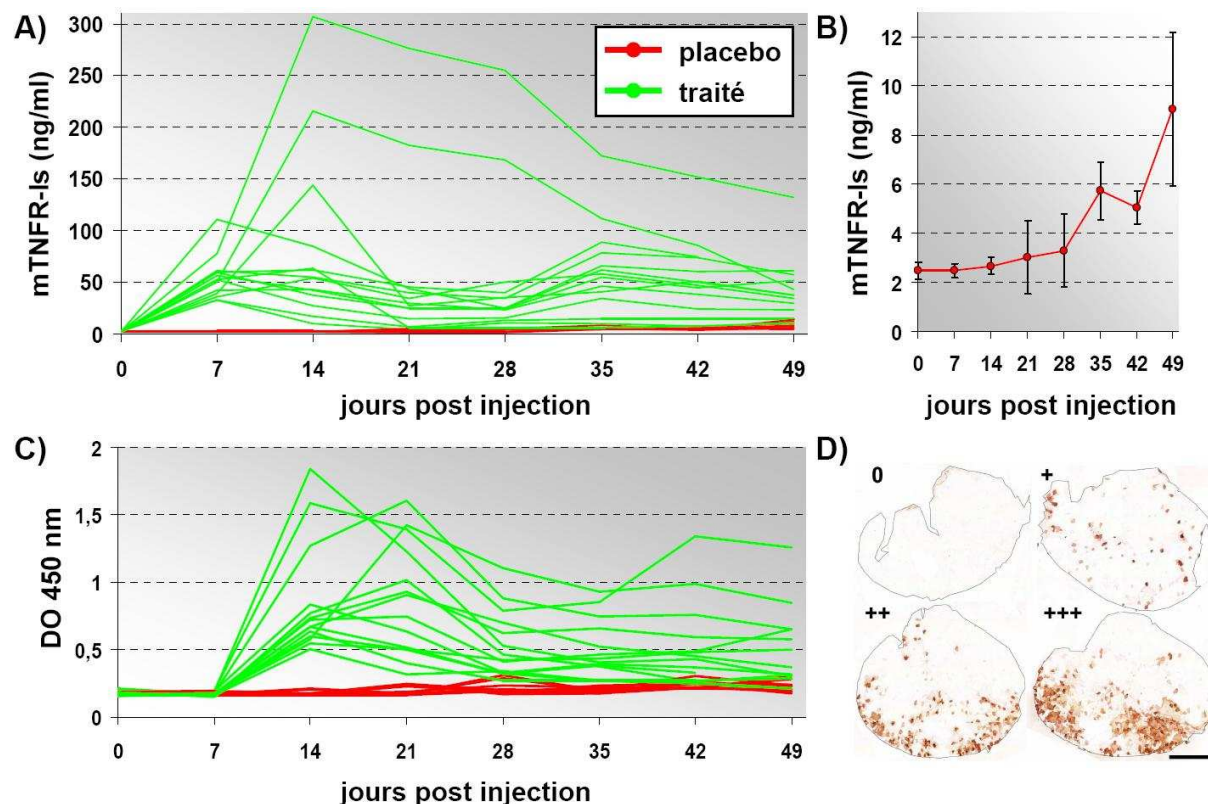 A)
mTNFR-Is (ng/ml)
300
250
200
150
100
50
0
0 7 14 21 28 35 42 49
jours post injection
placebo
traité
B)
mTNFR-Is (ng/ml)
12
10
8
6
4
2
0
0 7 14 21 28 35 42 49
jours post injection
C)
DO 450 nm
2
1,5
1
0,5
0
0 7 14 21 28 35 42 49
jours post injection
D)
0
+
++
+++